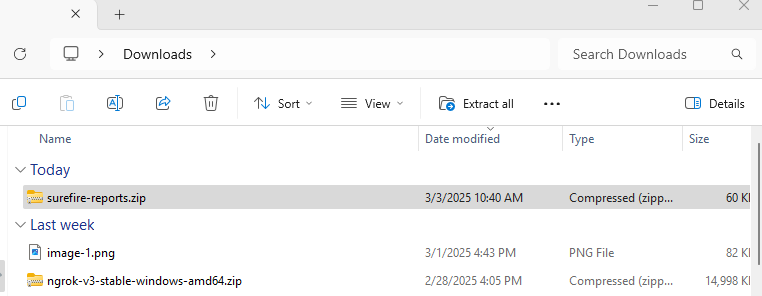 Downloads
Search Downloads
Sort
View
Extract all
Details
Name Date modified Type Size
Today
surefire-reports.zip 3/3/2025 10:40 AM Compressed (zipp... 60
Last week
image-1.png 3/1/2025 4:43 PM PNG File 82
ngrok-v3-stable-windows-amd64.zip 2/28/2025 4:05 PM Compressed (zipp... 14,998